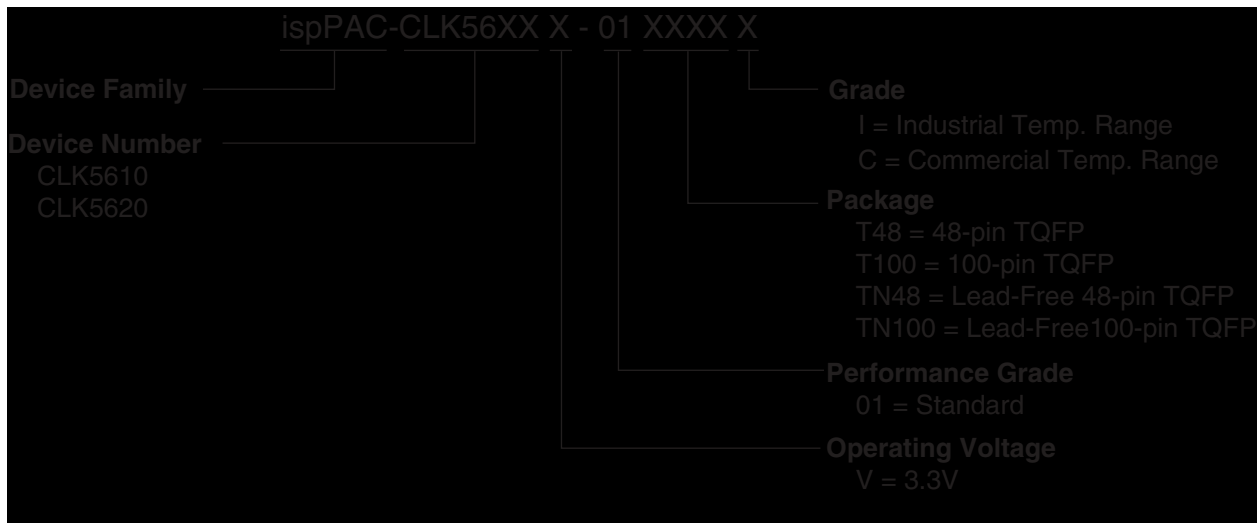 ispPAC-CLK56XX X - 01 XXXX X
Device Family
Device Number
CLK5610
CLK5620
Grade
I = Industrial Temp. Range
C = Commercial Temp. Range
Package
T48 = 48-pin TQFP
T100 = 100-pin TQFP
TN48 = Lead-Free 48-pin TQFP
TN100 = Lead-Free100-pin TQFP
Performance Grade
01 = Standard
Operating Voltage
V = 3.3V